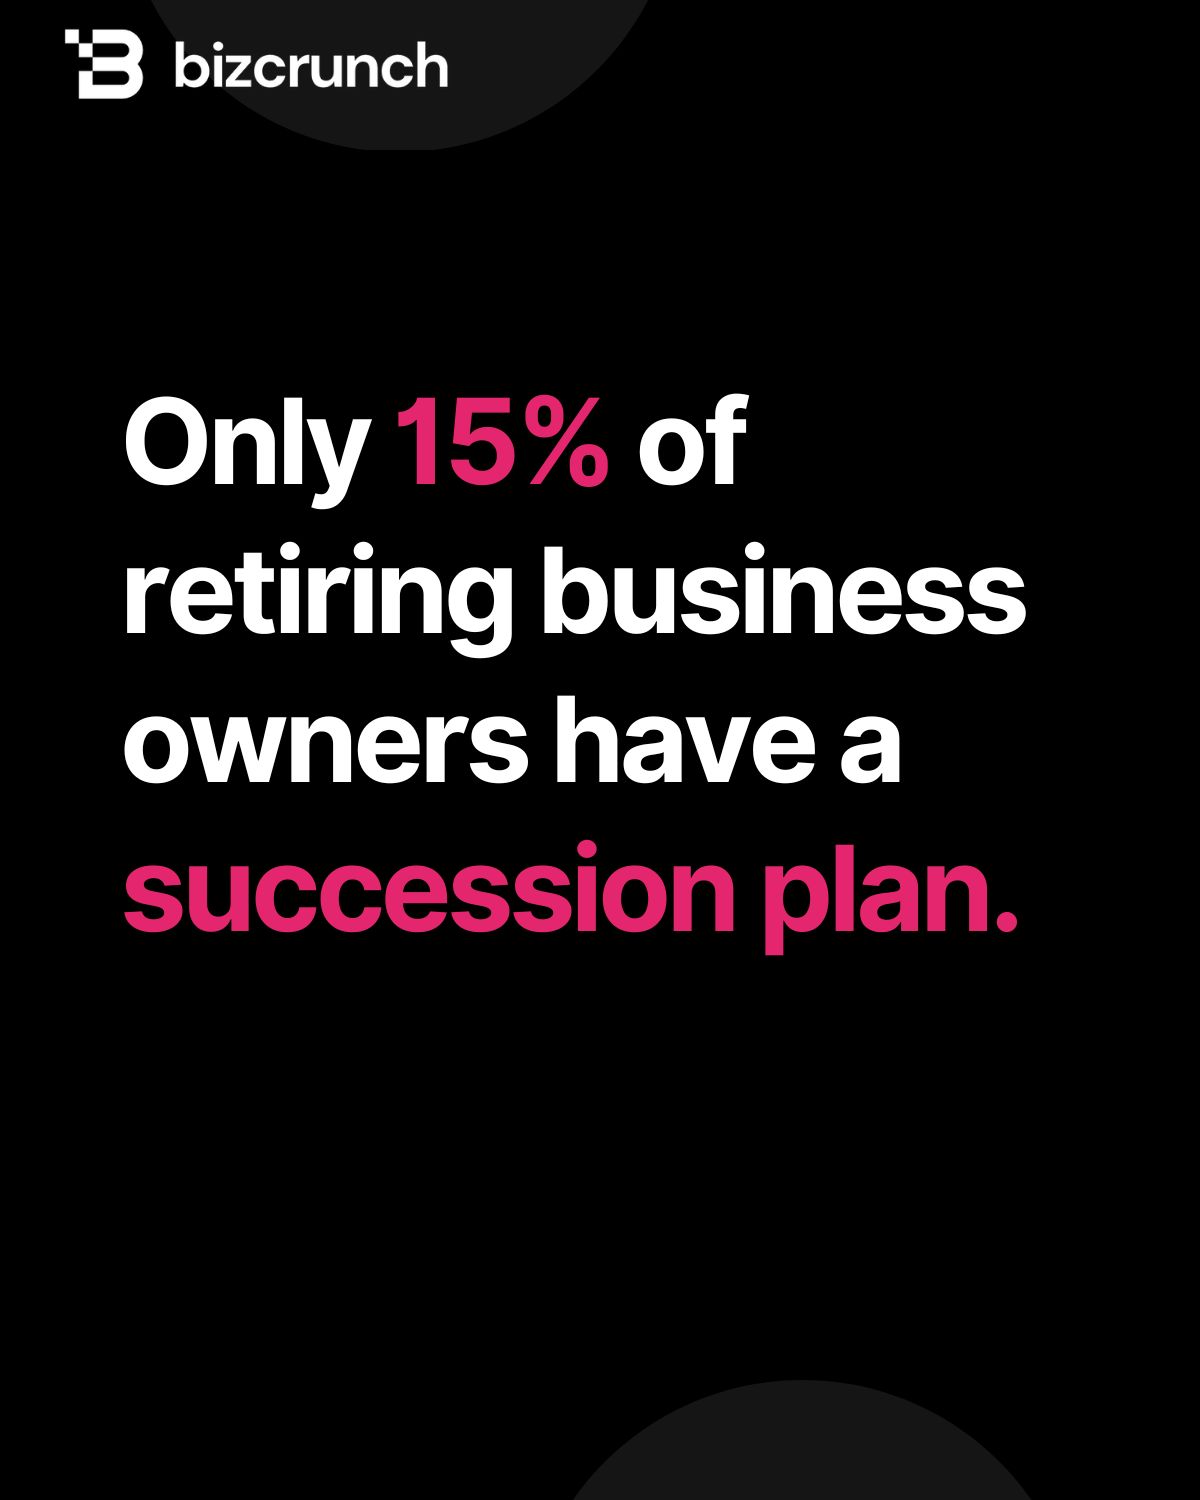 bizcrunch
Only 15% of
retiring business
owners have a
succession plan.